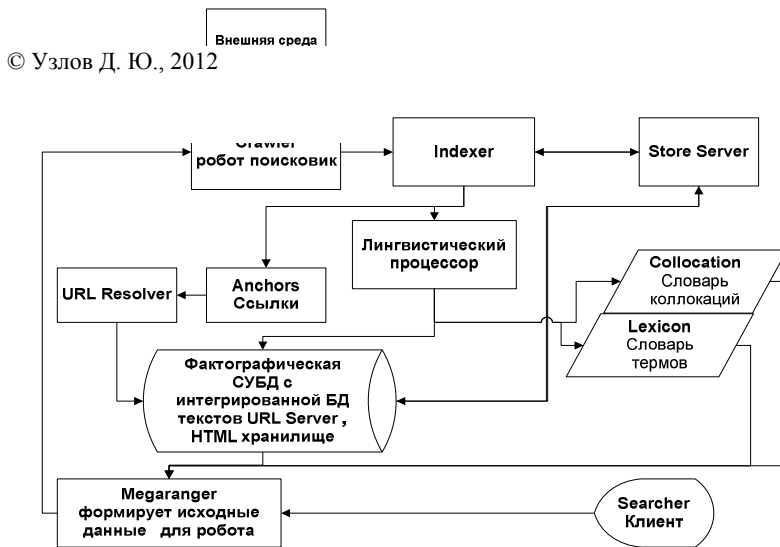 Внешняя среда
© Узлов Д. Ю., 2012
Crawler
робот поисковик
Indexer
Store Server
Лингвистический
процессор
Collocation
Словарь
коллокаций
URL Resolver
Anchors
Ссылки
Lexicon
Словарь
термов
Фактографическая
СУБД с
интегрированной БД
текстов URL Server ,
HTML хранилище
Megaranger
формирует исходные
данные для робота
Searcher
Клиент